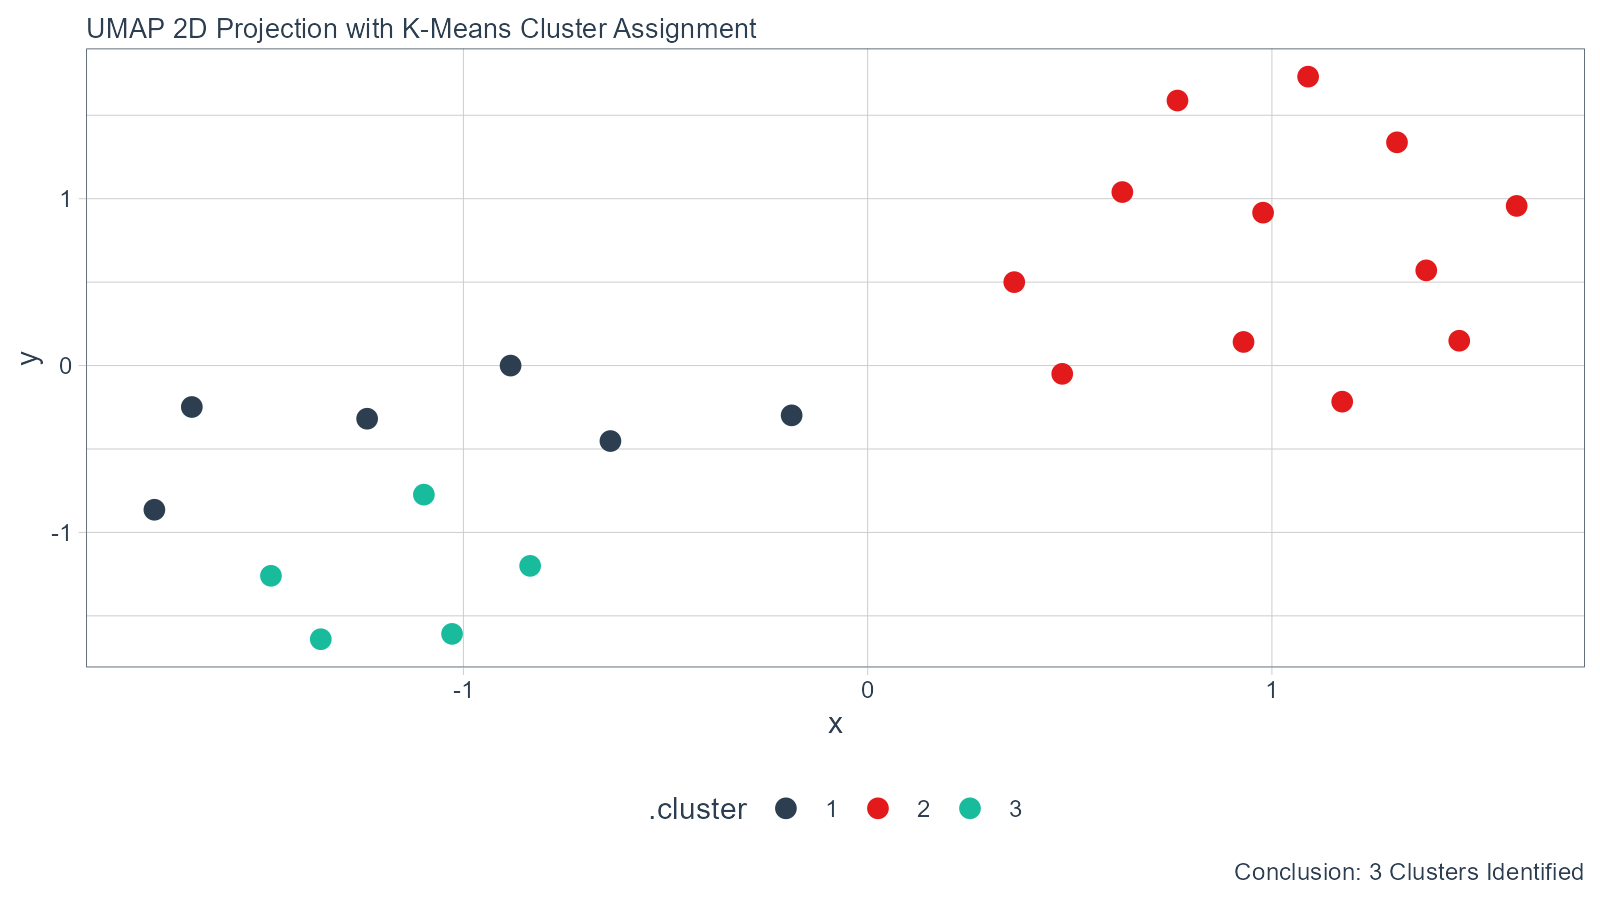 UMAP 2D Projection with K-Means Cluster Assignment
y
1
0
-1
-1 0 1
x
.cluster 1 2 3
Conclusion: 3 Clusters Identified